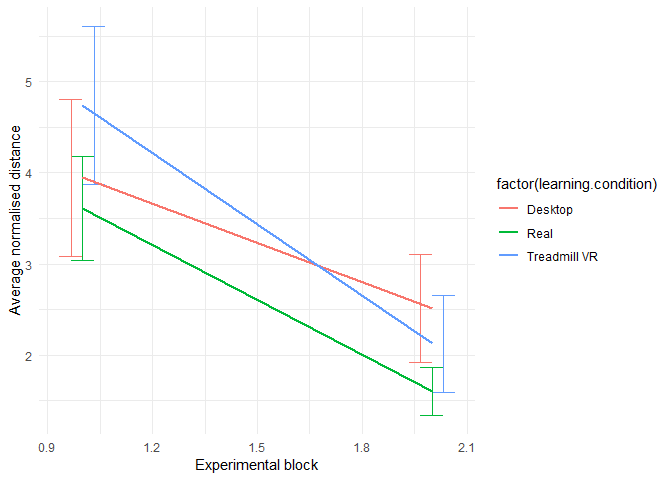 5
4
3
2
Average normalised distance
0.9 1.2 1.5 1.8 2.1
Experimental block
factor(learning.condition)
Desktop
Real
Treadmill VR